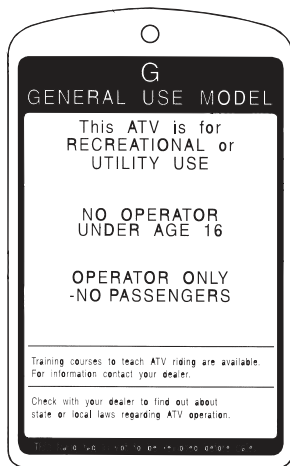 G
GENERAL USE MODEL
This ATV is for
RECREATIONAL or
UTILITY USE
NO OPERATOR
UNDER AGE 16
OPERATOR ONLY
-NO PASSENGERS
Training courses to teach ATV riding are available.
For information contact your dealer.
Check with your dealer to find out about
state or local laws regarding ATV operation.